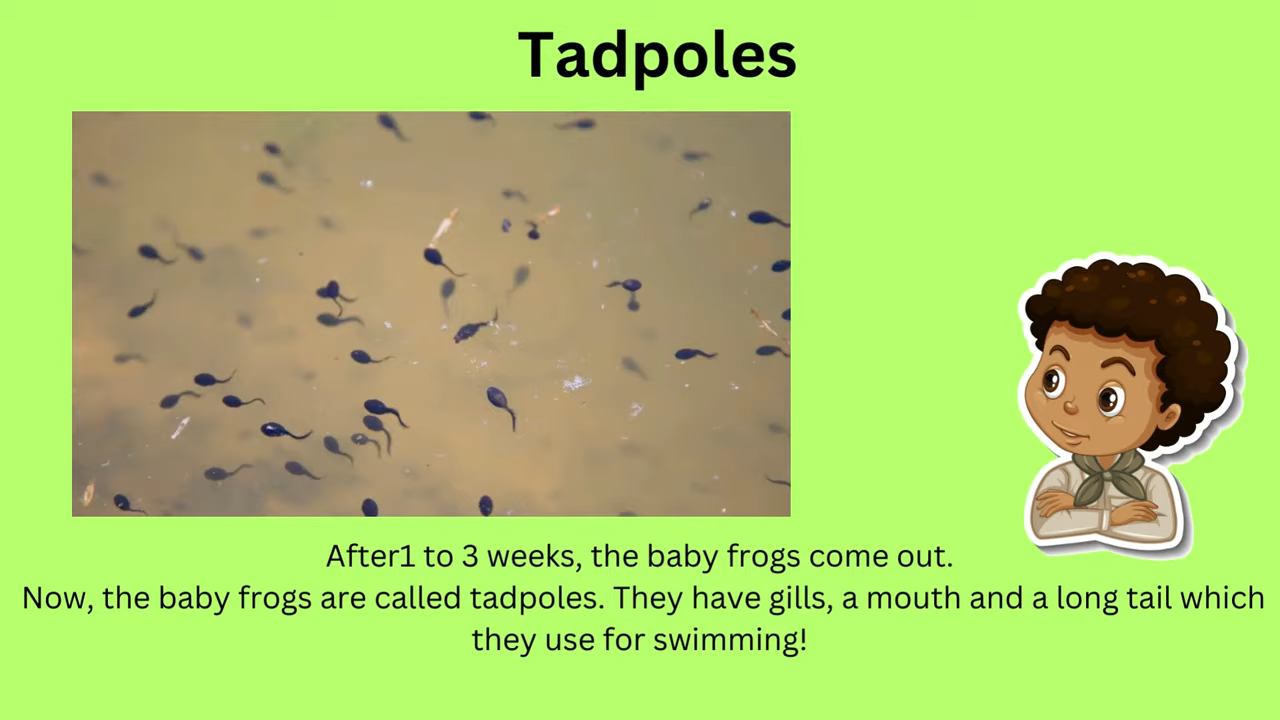 Tadpoles
After1 to 3 weeks, the baby frogs come out.
Now, the baby frogs are called tadpoles. They have gills, a mouth and a long tail which
they use for swimming!